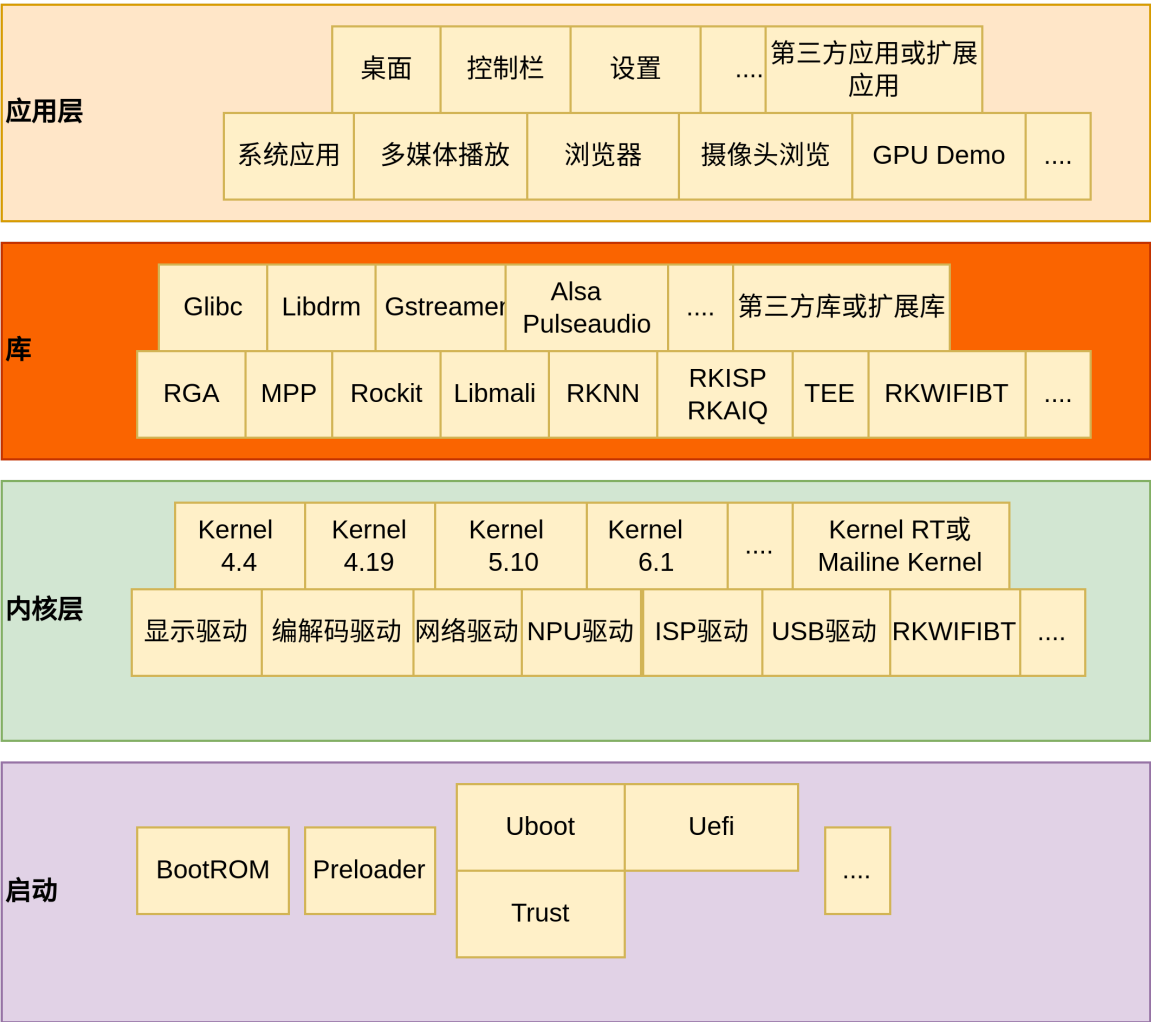 应用层
桌面
控制栏
设置
....
第三方应用或扩展
应用
系统应用
多媒体播放
浏览器
摄像头浏览
GPU Demo
....
库
Glibc
Libdrm
Gstreamer
Alsa
Pulseaudio
....
第三方库或扩展库
RGA
MPP
Rockit
Libmali
RKNN
RKISP
RKAIQ
TEE
RKWIFIBT
....
内核层
Kernel
4.4
Kernel
4.19
Kernel
5.10
Kernel
6.1
....
Kernel RT或
Mailine Kernel
显示驱动
编解码驱动
网络驱动
NPU驱动
ISP驱动
USB驱动
RKWIFIBT
....
启动
BootROM
Preloader
Uboot
Uefi
Trust
....